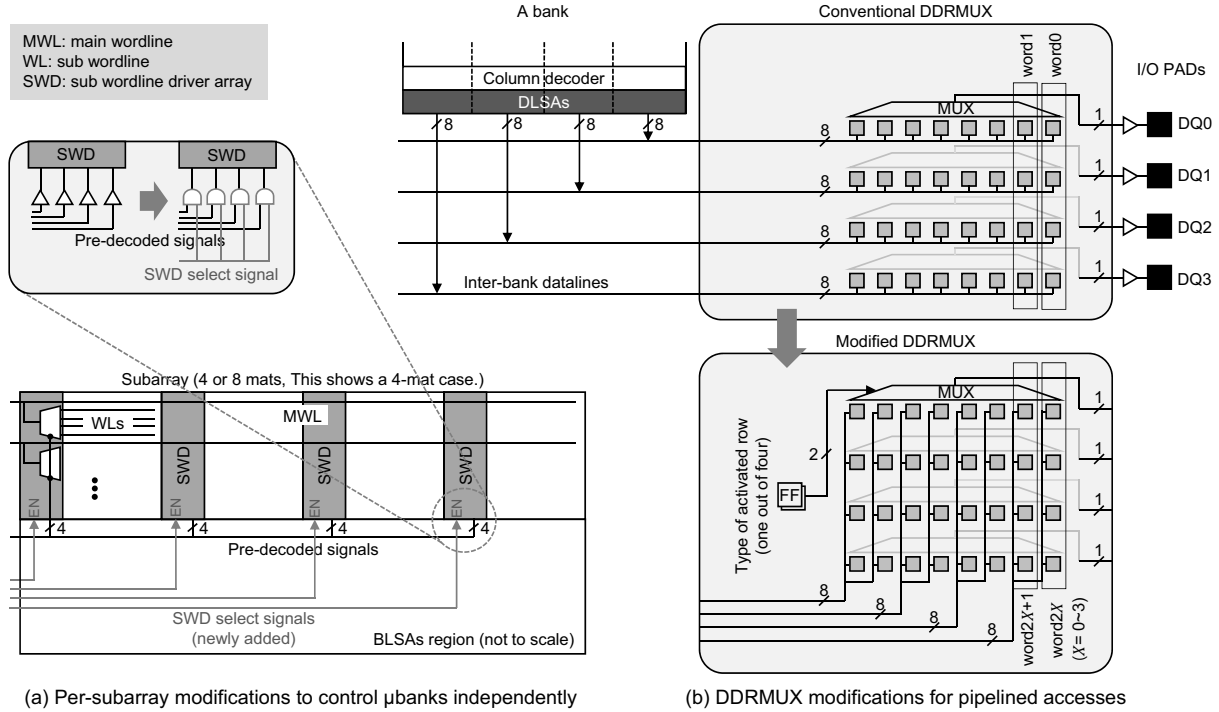 MWL: main wordline
WL: sub wordline
SWD: sub wordline driver array
SWD
SWD
Pre-decoded signals
SWD select signal
Subarray (4 or 8 mats, This shows a 4-mat case.)
WLs
MWL
SWD
SWD
SWD
EN
EN
EN
EN
4
4
4
4
Pre-decoded signals
SWD select signals
(newly added)
BLSAs region (not to scale)
(a) Per-subarray modifications to control μbanks independently
A bank
Column decoder
DLSAs
8
8
8
8
Inter-bank datalines
Conventional DDRMUX
word1
word0
I/O PADs
MUX
8
1
DQ0
8
1
DQ1
8
1
DQ2
8
1
DQ3
Modified DDRMUX
MUX
1
2
1
FF
Type of activated row
(one out of four)
1
1
8
8
8
8
word2X+1
word2X
(X= 0~3)
(b) DDRMUX modifications for pipelined accesses